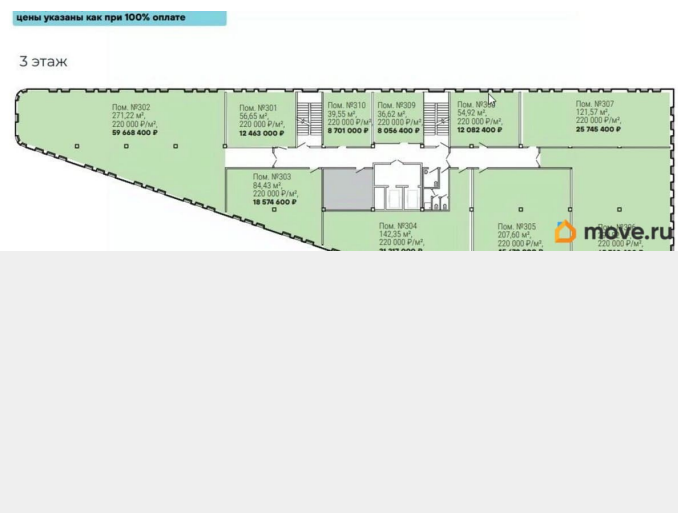 цены указаны как при 100% оплате
3 этаж
Пом. №302
271,22 м²,
220 000 ₽/м²,
59 668 400 ₽
Пом. №301
56,65 м²,
220 000 ₽/м²,
12 463 000 ₽
Пом. №310
39,55 м²,
220 000 ₽/м²,
8 701 000 ₽
Пом. №309
36,62 м²,
220 000 ₽/м²,
8 056 400 ₽
Пом.
54,92 м²,
220 000 ₽/м²,
12 082 400 ₽
Пом. №307
121,57 м²,
220 000 ₽/м²,
25 745 400 ₽
Пом. №303
84,43 м²,
220 000 ₽/м²,
18 574 600 ₽
Пом. №304
142,35 м²,
220 000 ₽/м²,
Пом. №305
207,60 м²,
220 000 ₽/м²,
220 000 ₽/м²,
move.ru